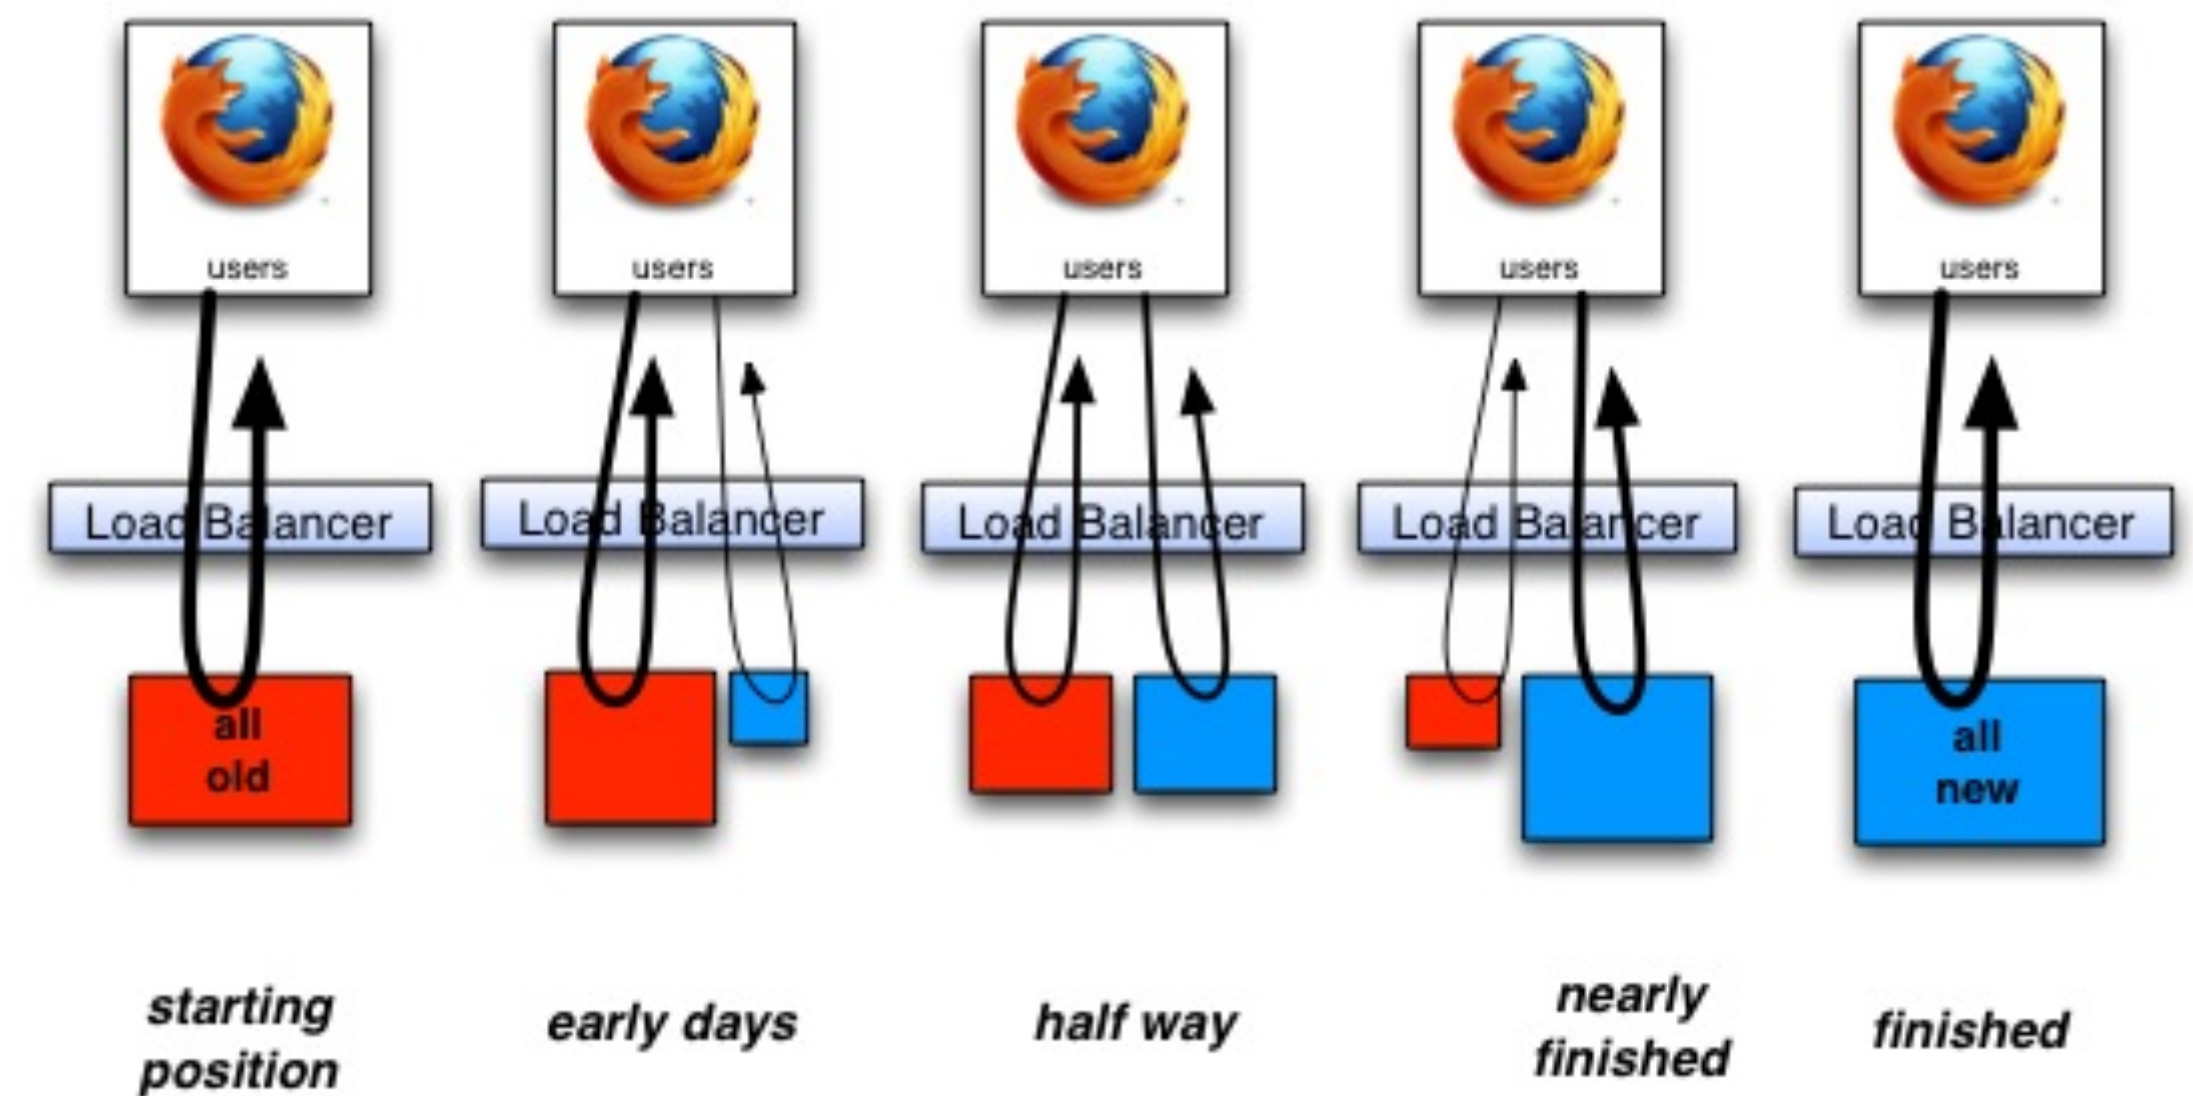 users
users
users
users
users
Load Balancer
Load Balancer
Load Balancer
Load Balancer
Load Balancer
all
old
all
new
starting
position
early days
half way
nearly
finished
finished